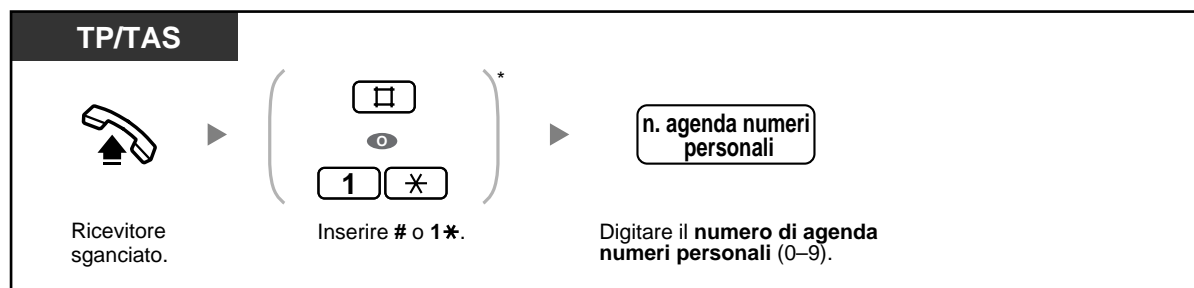 TP/TAS
*
#
o
1 ✱
n. agenda numeri
personali
Ricevitore
sganciato.
Inserire # o 1✱.
Digitare il numero di agenda
numeri personali (0–9).